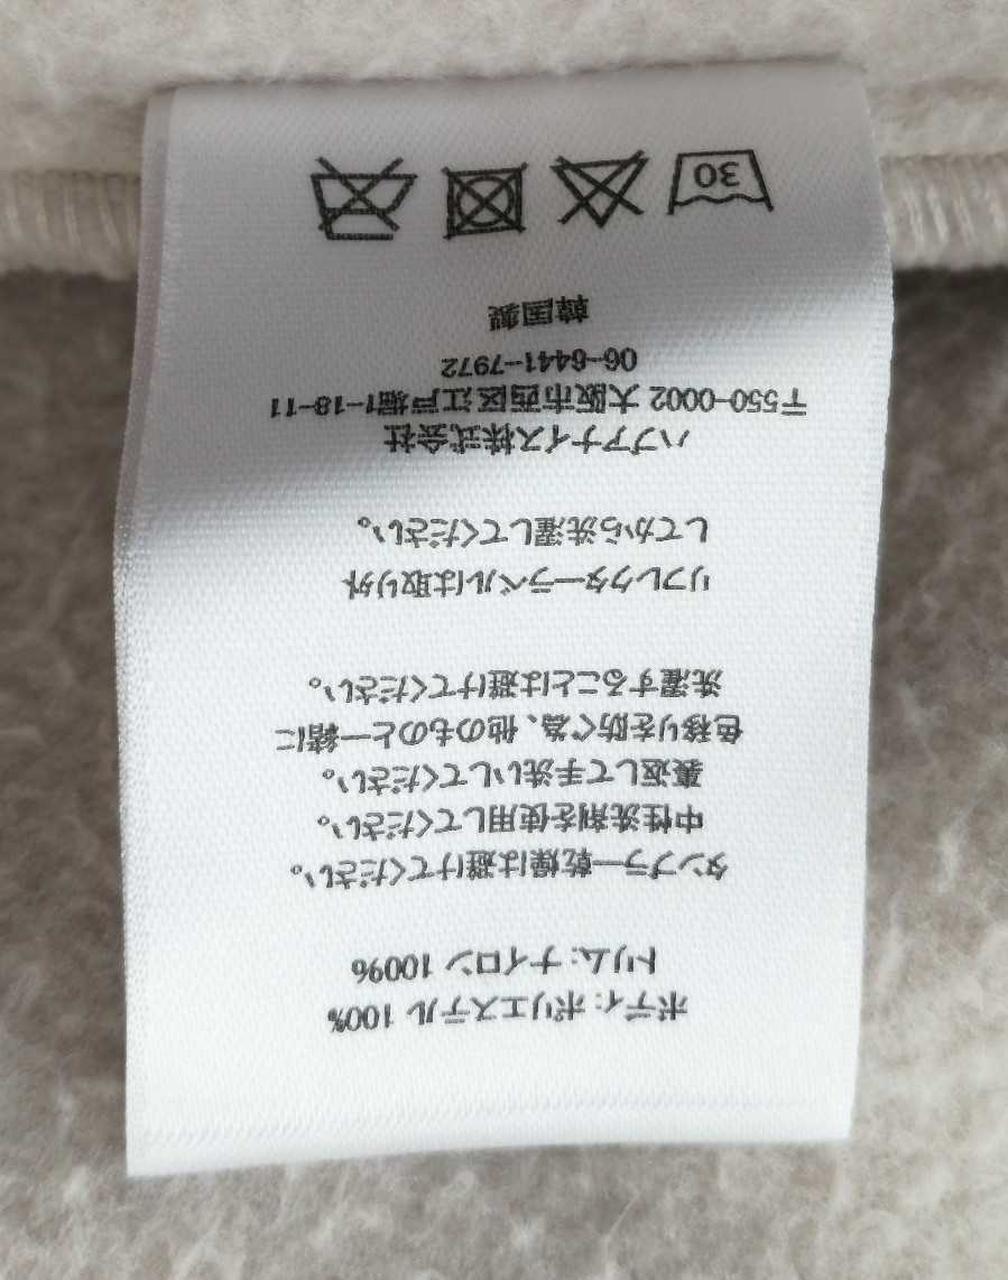 ボディ: ポリエステル 100%
トリム: ナイロン 100%
タンブラー乾燥は避けてください。
中性洗剤を使用してください。
裏返して手洗いしてください。
色移りを防ぐ為、他のものと一緒に
洗濯することは避けてください。
リフレクターラベルは取り外
してから洗濯してください。
ハフアナイス株式会社
〒550-0002 大阪市西区江戸堀1-18-11
06-6441-7972
韓国製
30